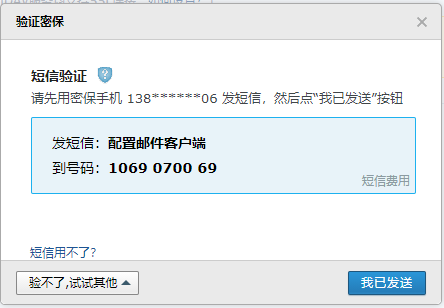 验证密保
短信验证
请先用密保手机 138******06 发短信，然后点“我已发送”按钮
发短信：配置邮件客户端
到号码：1069 0700 69
短信费用
短信用不了？
验不了,试试其他
我已发送